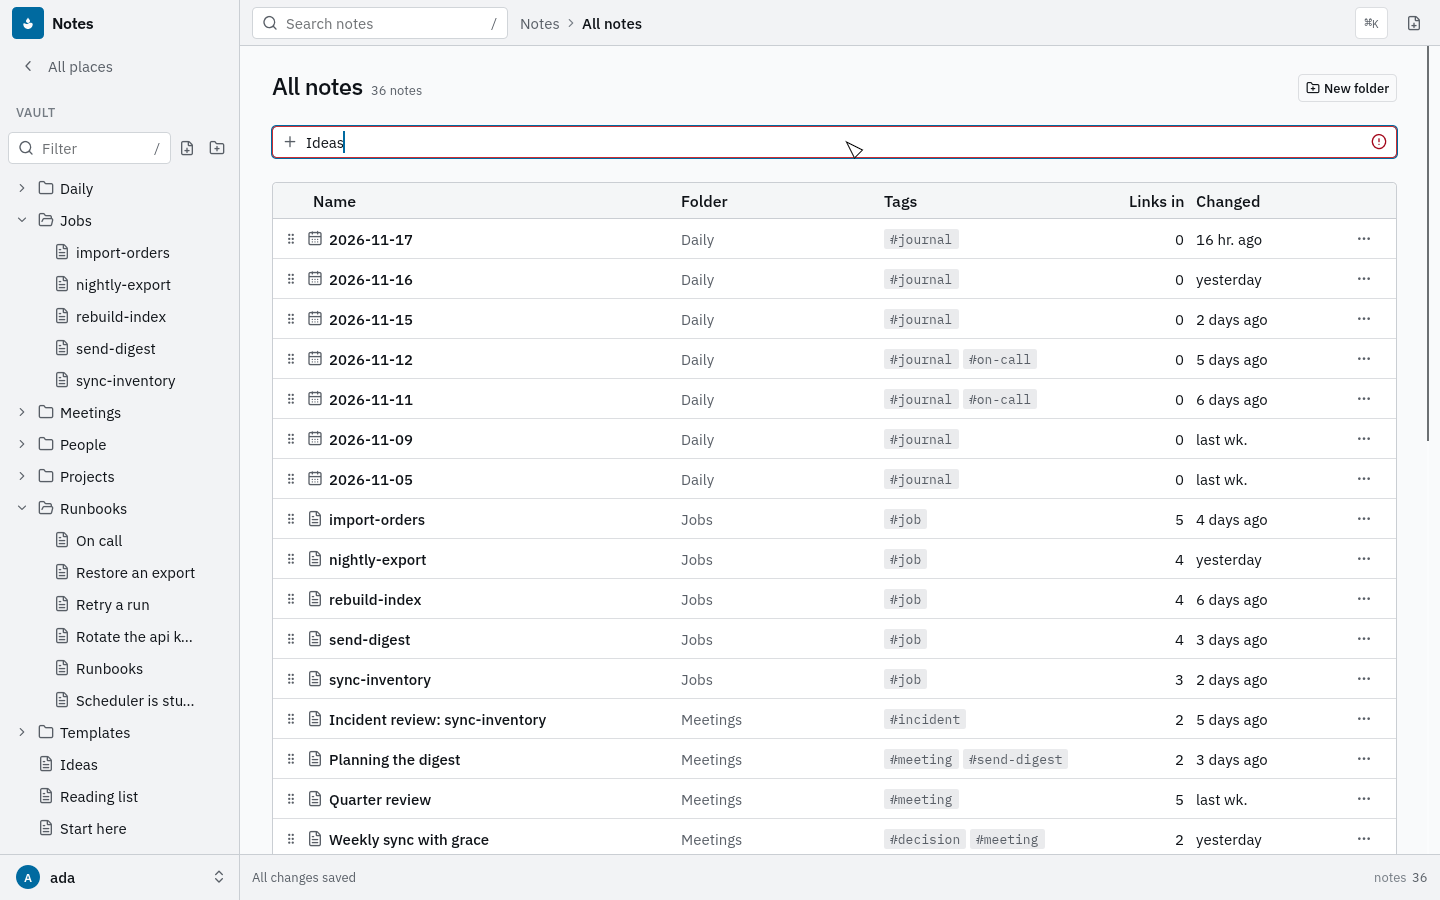 Notes
All places
VAULT
Filter /
Daily
Jobs
import-orders
nightly-export
rebuild-index
send-digest
sync-inventory
Meetings
People
Projects
Runbooks
On call
Restore an export
Retry a run
Rotate the api k...
Runbooks
Scheduler is stu...
Templates
Ideas
Reading list
Start here
A ada
Search notes /
Notes > All notes
⌘K
All notes 36 notes
New folder
Ideas
Name Folder Tags Links in Changed
2026-11-17 Daily #journal 0 16 hr. ago
2026-11-16 Daily #journal 0 yesterday
2026-11-15 Daily #journal 0 2 days ago
2026-11-12 Daily #journal #on-call 0 5 days ago
2026-11-11 Daily #journal #on-call 0 6 days ago
2026-11-09 Daily #journal 0 last wk.
2026-11-05 Daily #journal 0 last wk.
import-orders Jobs #job 5 4 days ago
nightly-export Jobs #job 4 yesterday
rebuild-index Jobs #job 4 6 days ago
send-digest Jobs #job 4 3 days ago
sync-inventory Jobs #job 3 2 days ago
Incident review: sync-inventory Meetings #incident 2 5 days ago
Planning the digest Meetings #meeting #send-digest 2 3 days ago
Quarter review Meetings #meeting 5 last wk.
Weekly sync with grace Meetings #decision #meeting 2 yesterday
All changes saved
notes 36